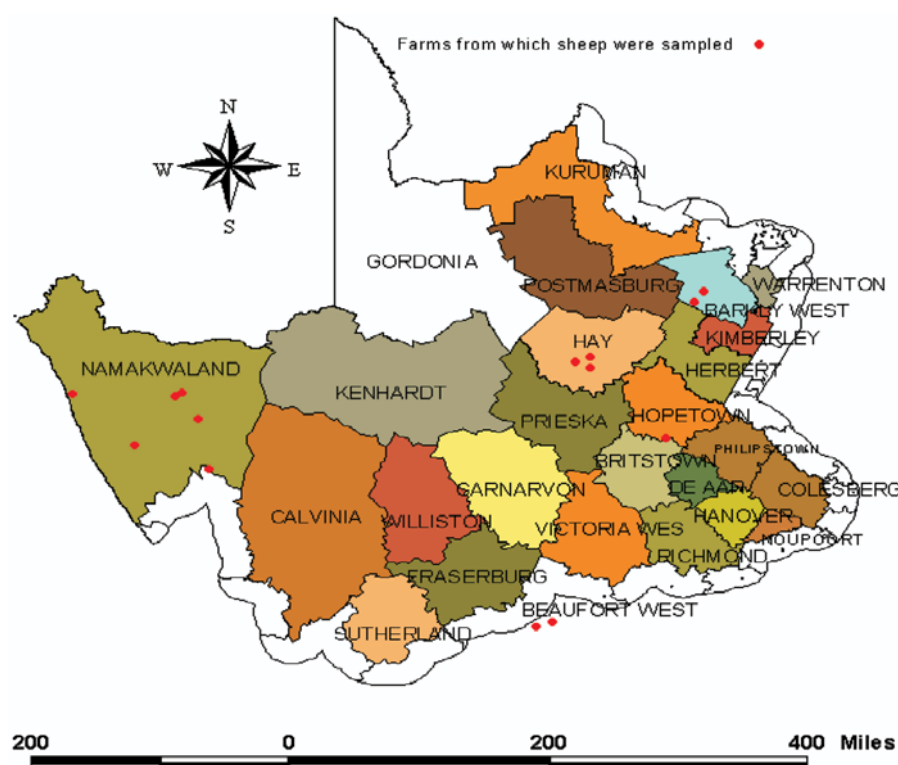 Farms from which sheep were sampled
N
W E
S
KURUMAN
GORDONIA
POSTMASBURG
WARRENTON
BARKLY WEST
KIMBERLEY
HAY
NAMAKWALAND
HERBERT
KENHARDT
PRIESKA
HOPETOWN
PHILIPSTOWN
BRITSTOWN
DE AAR
COLESBERG
GARNARVON
CALVINIA
WILLISTON
VICTORIA WES
HANOVER
NOUPOORT
RICHMOND
FRASERBURG
BEAUFORT WEST
SUTHERLAND
200 0 200 400 Miles